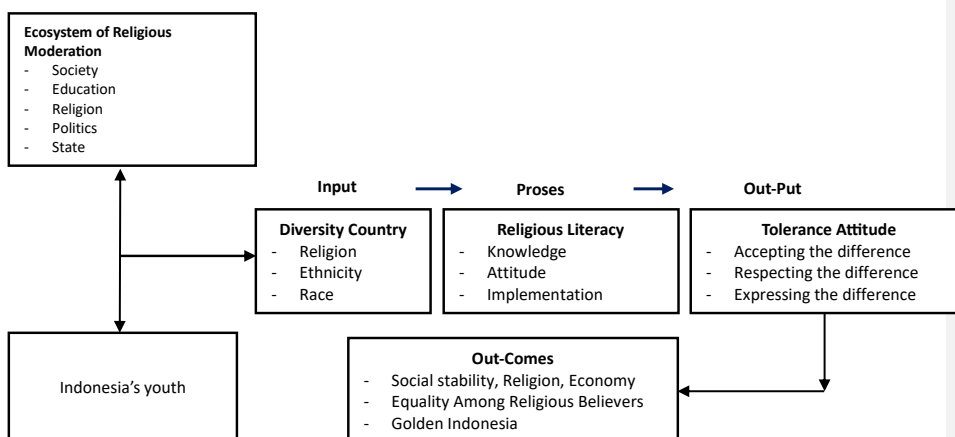 Ecosystem of Religious
Moderation
- Society
- Education
- Religion
- Politics
- State
Input
Proses
Out-Put
Diversity Country
- Religion
- Ethnicity
- Race
Religious Literacy
- Knowledge
- Attitude
- Implementation
Tolerance Attitude
- Accepting the difference
- Respecting the difference
- Expressing the difference
Indonesia's youth
Out-Comes
- Social stability, Religion, Economy
- Equality Among Religious Believers
- Golden Indonesia